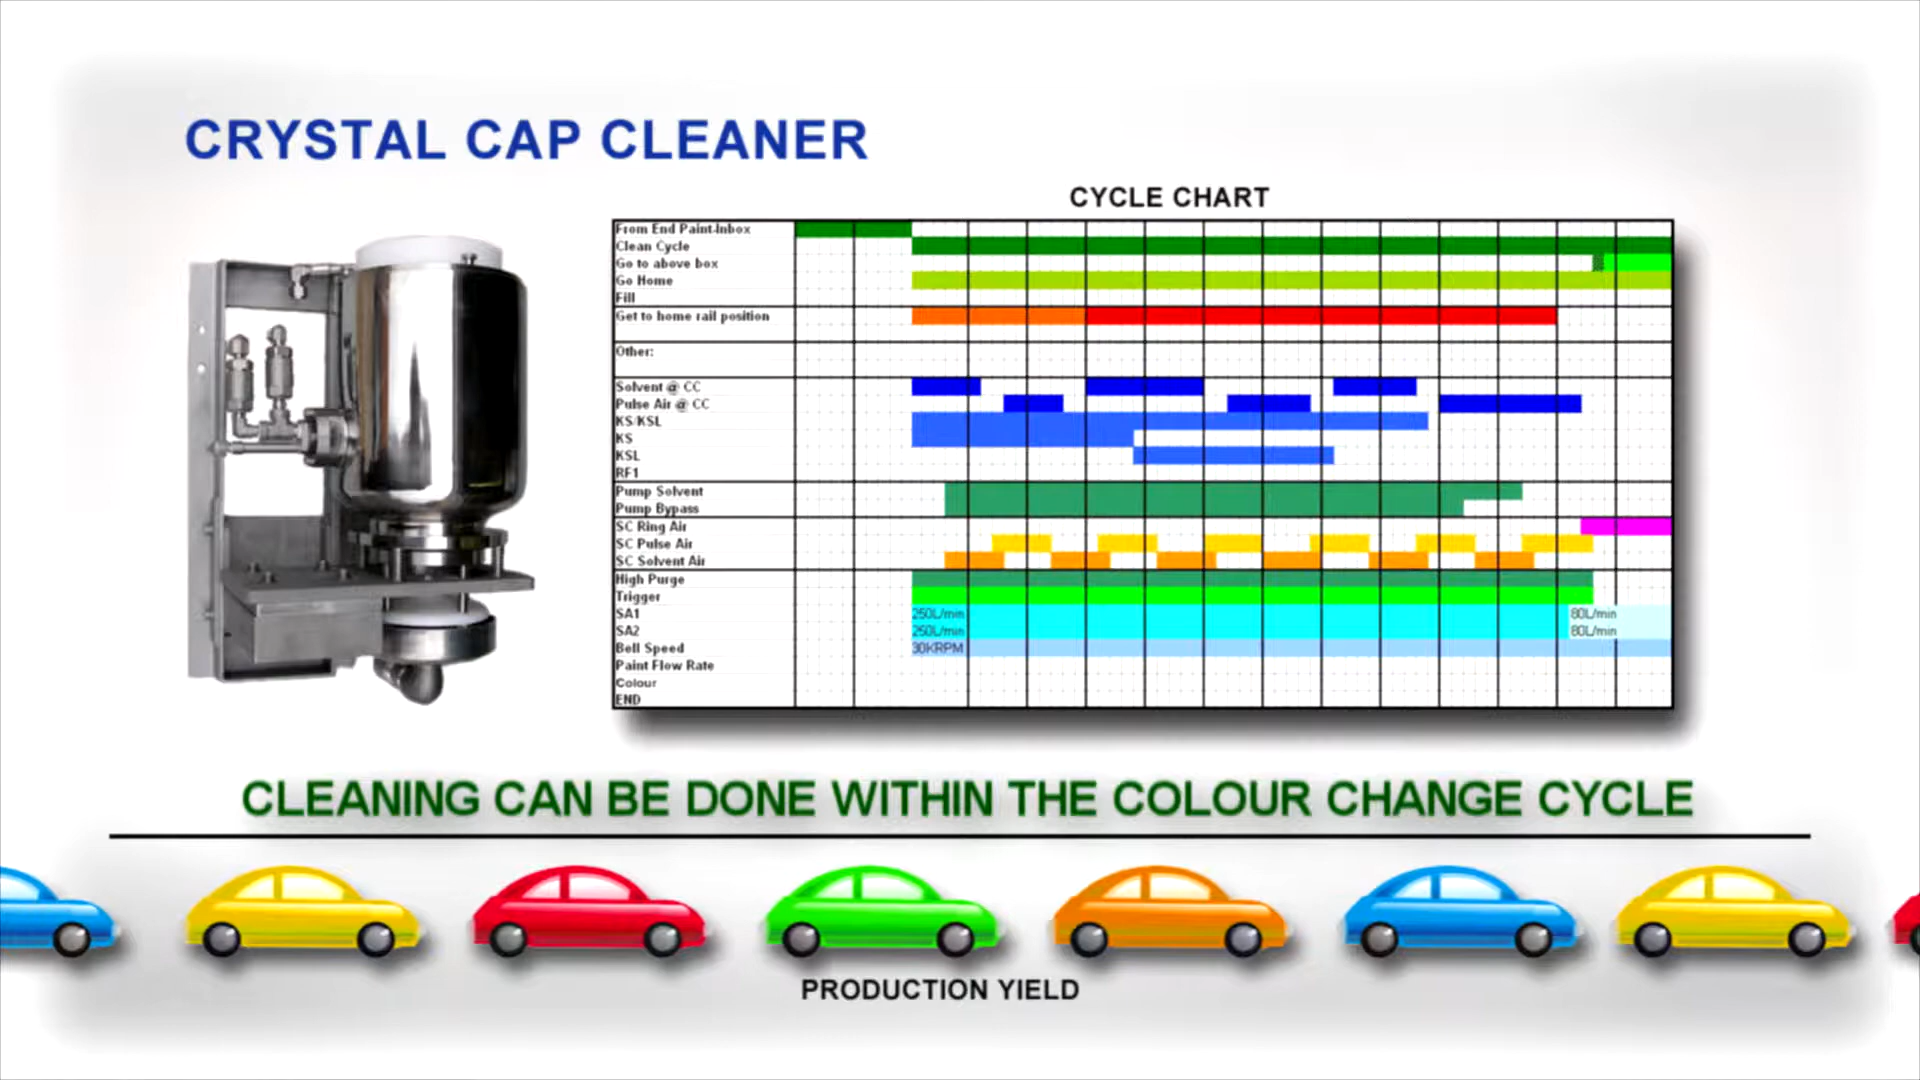 CRYSTAL CAP CLEANER
CYCLE CHART
From End Paint-Inbox
Clean Cycle
Go to above box
Go Home
Fill
Get to home rail position
Other:
Solvent @ CC
Pulse Air @ CC
KS/KSL
KS
KSL
RF1
Pump Solvent
Pump Bypass
SC Ring Air
SC Pulse Air
SC Solvent Air
High Purge
Trigger
SA1 250L/min 80L/min
SA2 250L/min 80L/min
Bell Speed 30KRPM
Paint Flow Rate
Colour
END
CLEANING CAN BE DONE WITHIN THE COLOUR CHANGE CYCLE
PRODUCTION YIELD